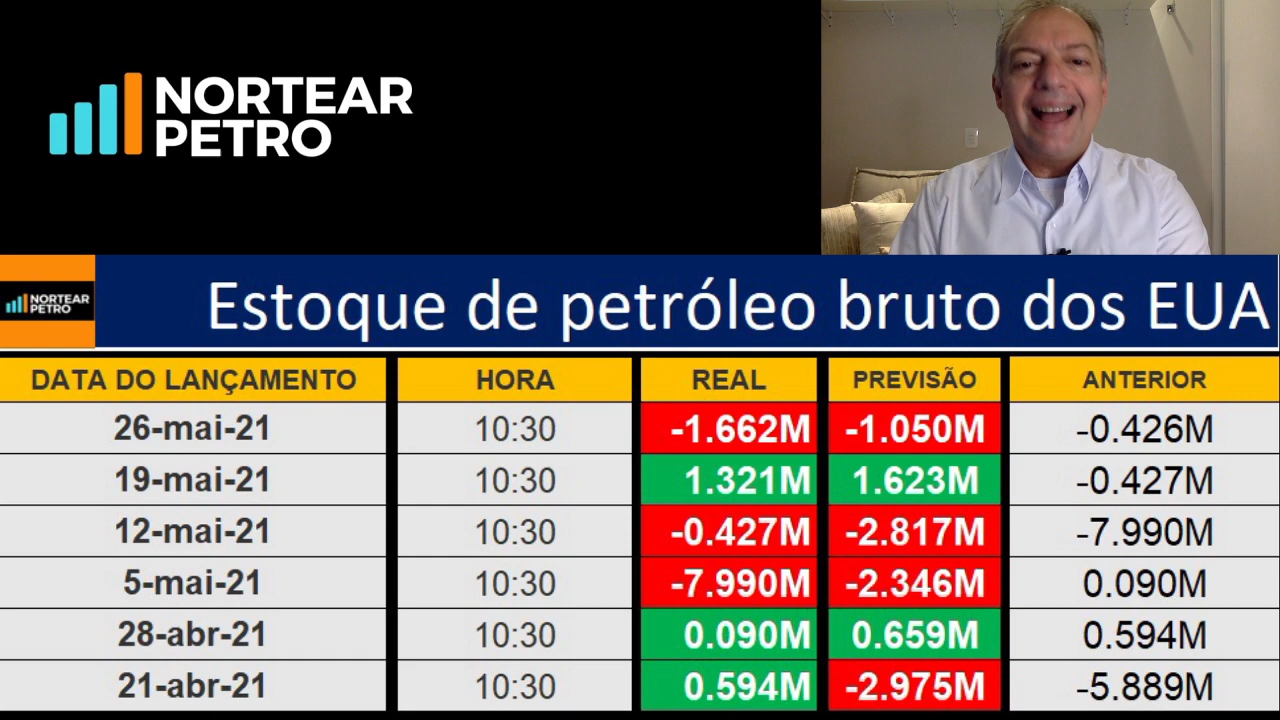 NORTEAR
PETRO
NORTEAR
PETRO
Estoque de petróleo bruto dos EUA
DATA DO LANÇAMENTO HORA REAL PREVISÃO ANTERIOR
26-mai-21 10:30 -1.662M -1.050M -0.426M
19-mai-21 10:30 1.321M 1.623M -0.427M
12-mai-21 10:30 -0.427M -2.817M -7.990M
5-mai-21 10:30 -7.990M -2.346M 0.090M
28-abr-21 10:30 0.090M 0.659M 0.594M
21-abr-21 10:30 0.594M -2.975M -5.889M